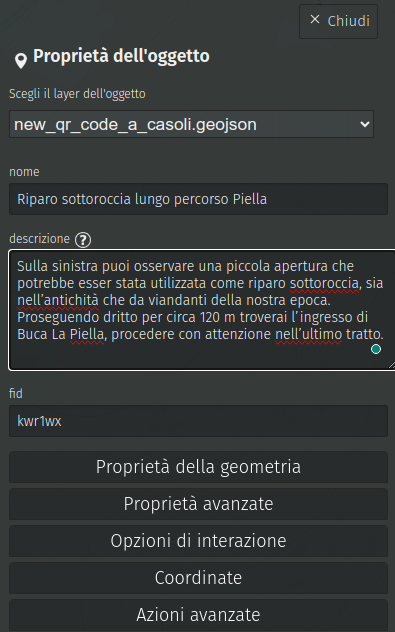 × Chiudi
Proprietà dell'oggetto
Scegli il layer dell'oggetto
new_qr_code_a_casoli.geojson
nome
Riparo sottoroccia lungo percorso Piella
descrizione ?
Sulla sinistra puoi osservare una piccola apertura che
potrebbe esser stata utilizzata come riparo sottoroccia, sia
nell'antichità che da viandanti della nostra epoca.
Proseguendo dritto per circa 120 m troverai l'ingresso di
Buca La Piella, procedere con attenzione nell'ultimo tratto.
fid
kwr1wx
Proprietà della geometria
Proprietà avanzate
Opzioni di interazione
Coordinate
Azioni avanzate